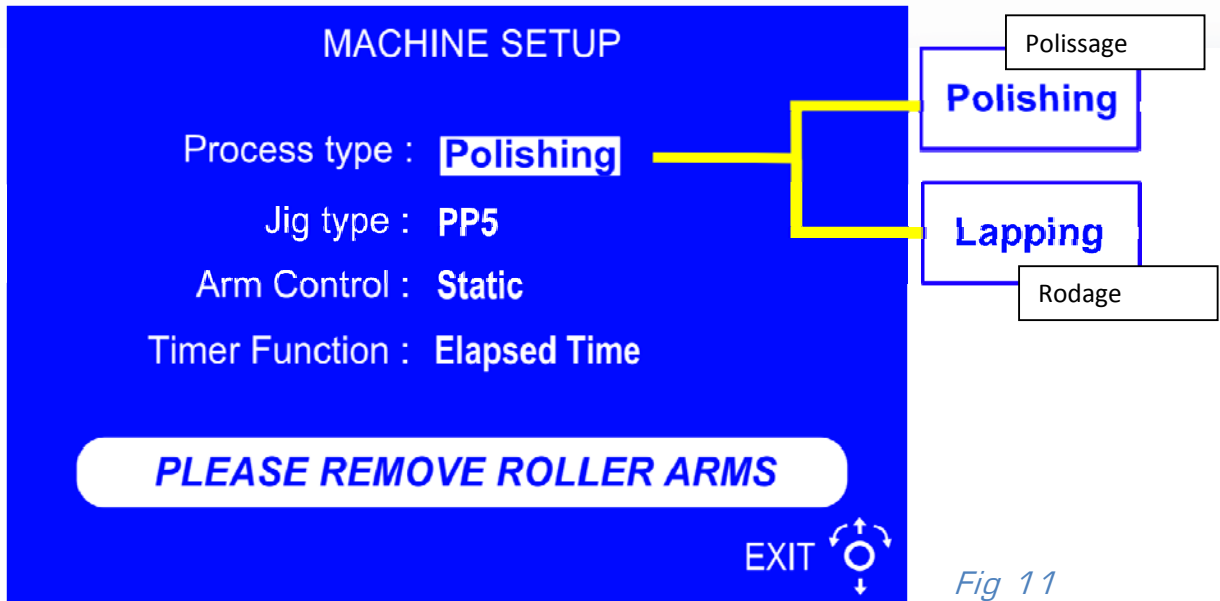 MACHINE SETUP
Process type : Polishing
Jig type : PP5
Arm Control : Static
Timer Function : Elapsed Time
PLEASE REMOVE ROLLER ARMS
EXIT
Polissage
Polishing
Lapping
Rodage
Fig 11